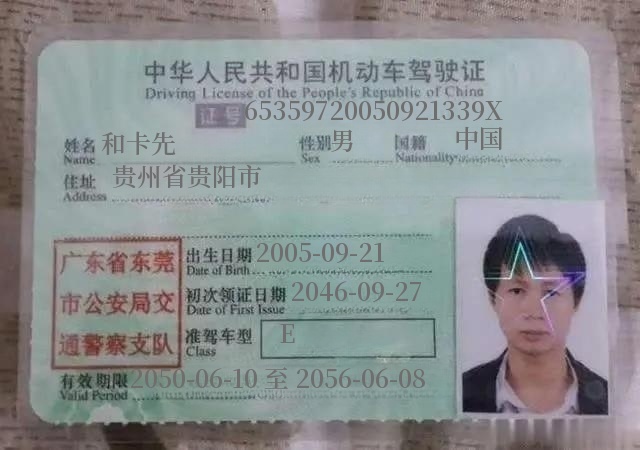 中华人民共和国机动车驾驶证
Driving License of the People's Republic of China
证号 65359720050921339X
姓名 和卡先 性别 男 国籍 中国
Name Sex Nationality
住址 贵州省贵阳市
Address
广东省东莞
市公安局交
通警察支队
出生日期 2005-09-21
Date of Birth
初次领证日期 2046-09-27
Date of First Issue
准驾车型 E
Class
有效期限 2050-06-10 至 2056-06-08
Valid Period